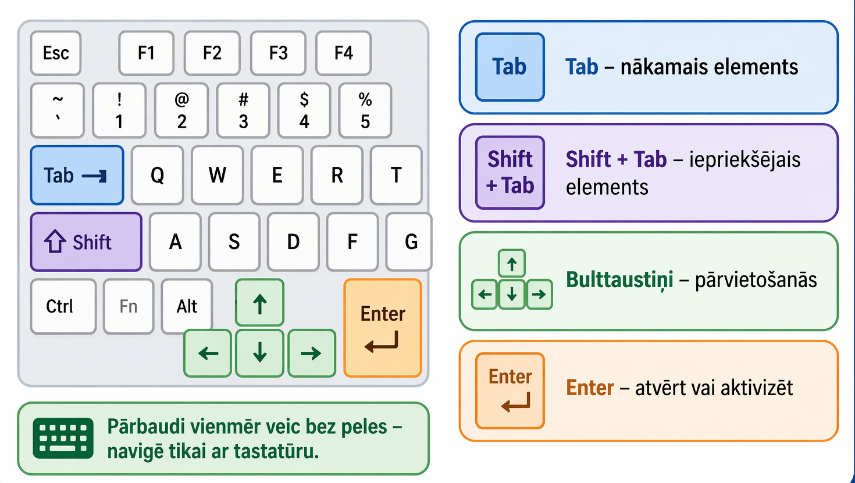 Esc F1 F2 F3 F4
~ ! @ # $ %
` 1 2 3 4 5
Tab Q W E R T
Shift A S D F G
Ctrl Fn Alt
Enter
Pārbaudi vienmēr veic bez peles –
navigē tikai ar tastatūru.
Tab
Tab – nākamais elements
Shift
+ Tab
Shift + Tab – iepriekšējais
elements
Bulttaustiņi – pārvietošanās
Enter
Enter – atvērt vai aktivizēt